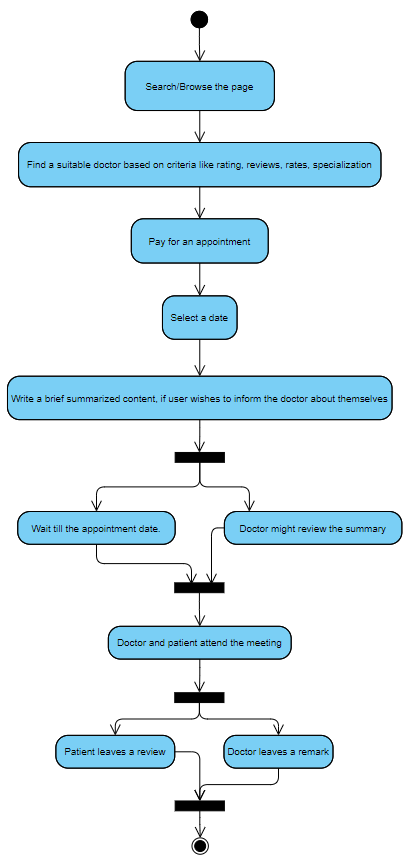 Search/Browse the page
Find a suitable doctor based on criteria like rating, reviews, rates, specialization
Pay for an appointment
Select a date
Write a brief summarized content, if user wishes to inform the doctor about themselves
Wait till the appointment date.
Doctor might review the summary
Doctor and patient attend the meeting
Patient leaves a review
Doctor leaves a remark